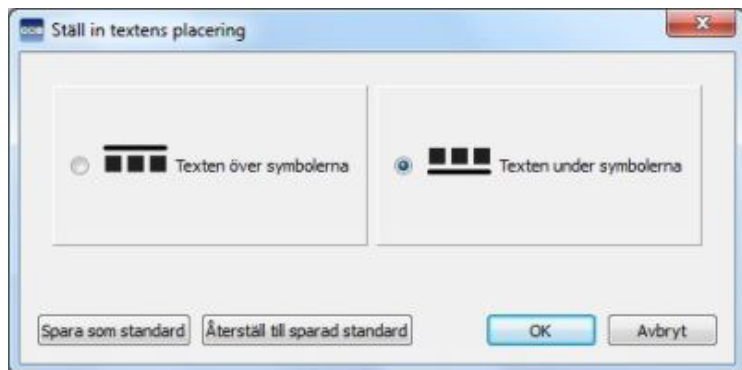 Ställ in textens placering
Texten över symbolerna
Texten under symbolerna
Spara som standard
Återställ till sparad standard
OK
Avbryt